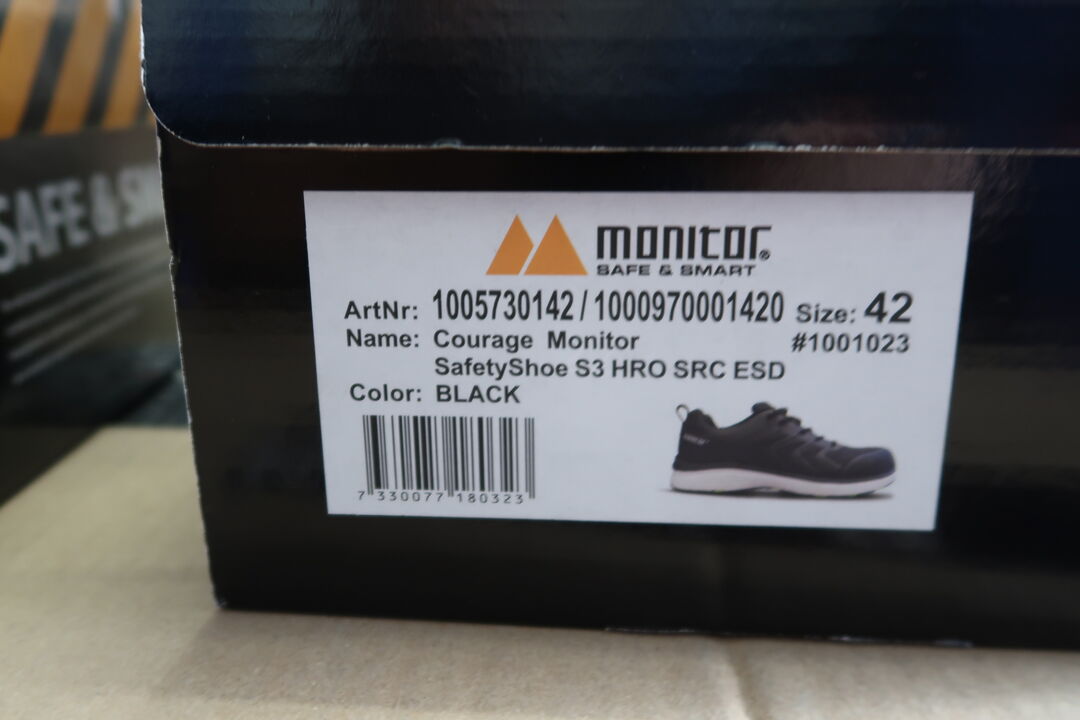 SAFE & S
monitor®
SAFE & SMART
ArtNr: 1005730142 / 1000970001420 Size: 42
Name: Courage Monitor #1001023
SafetyShoe S3 HRO SRC ESD
Color: BLACK
7 330077 180323